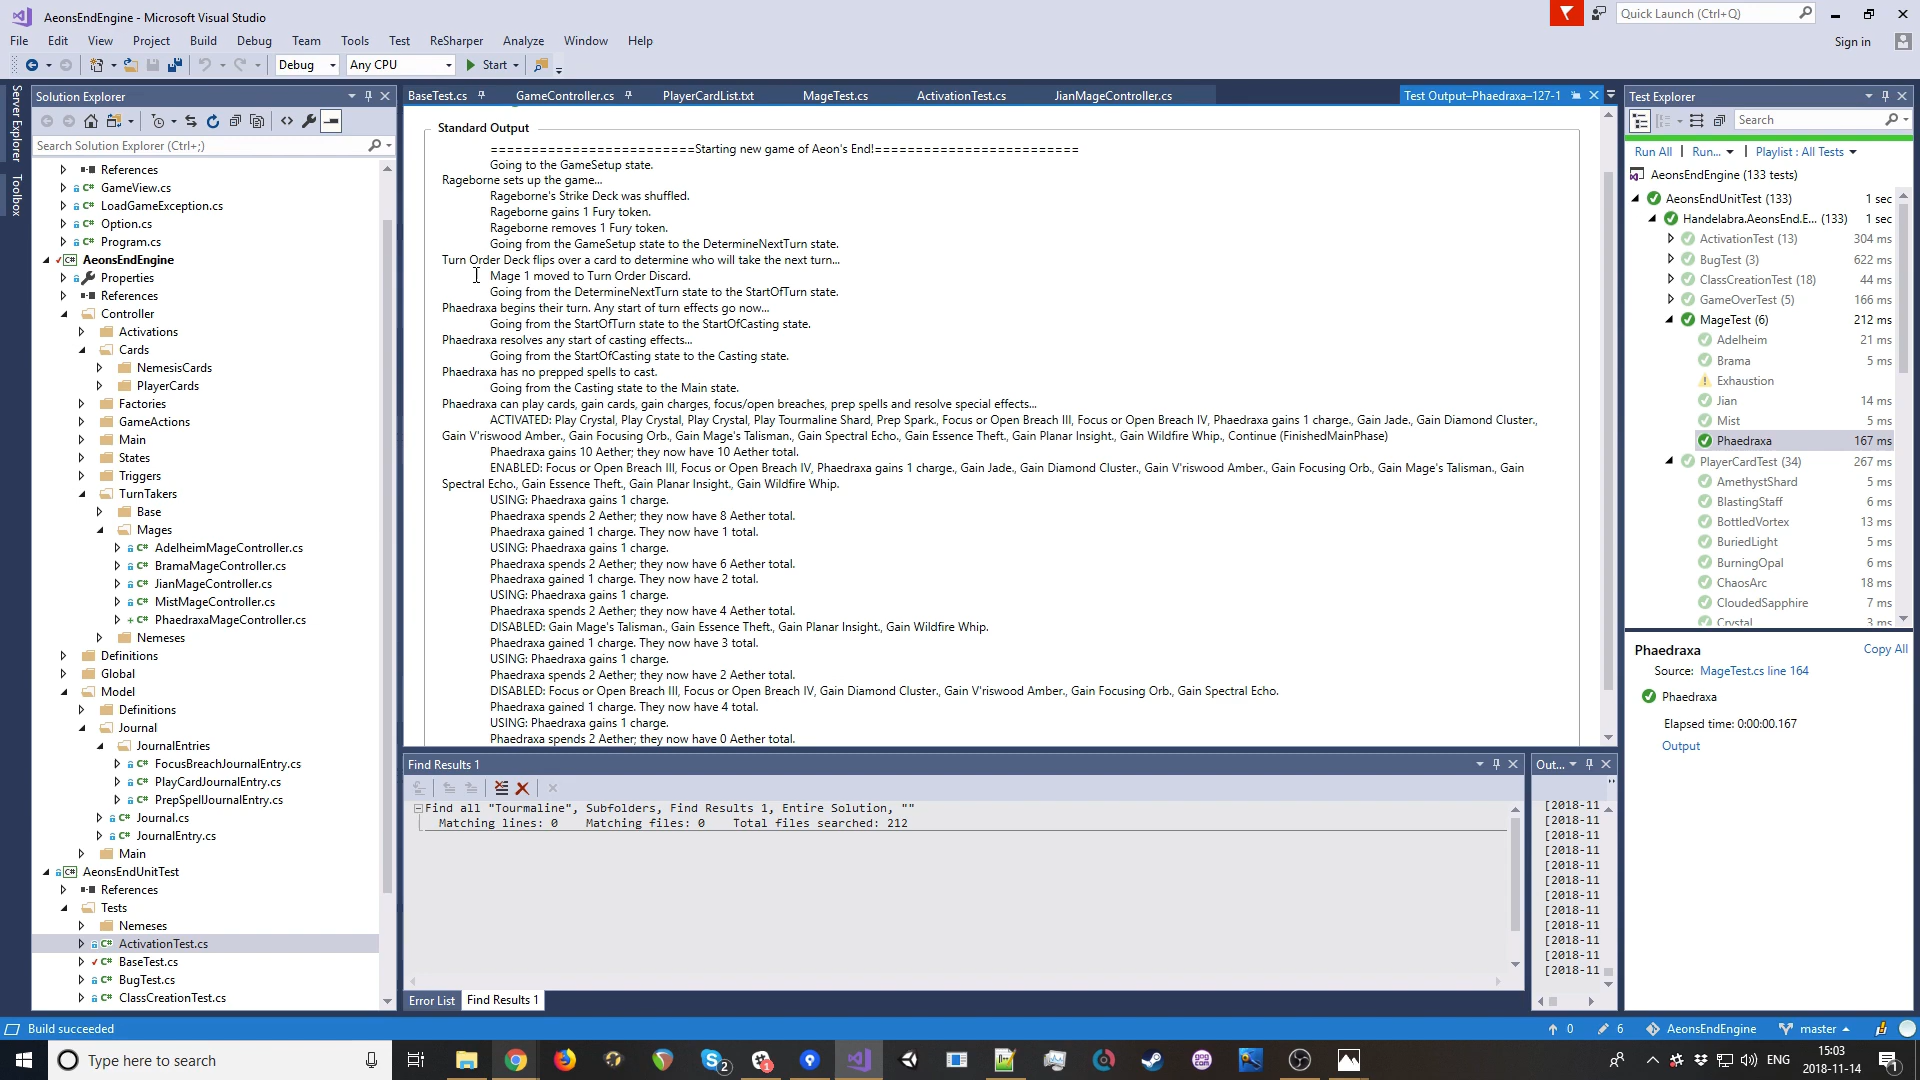 AeonsEndEngine - Microsoft Visual Studio
Quick Launch (Ctrl+Q)
File Edit View Project Build Debug Team Tools Test ReSharper Analyze Window Help
Sign in
Debug Any CPU Start
Server Explorer
Toolbox
Solution Explorer
Search Solution Explorer (Ctrl+;)
References
GameView.cs
LoadGameException.cs
Option.cs
Program.cs
AeonsEndEngine
Properties
References
Controller
Activations
Cards
NemesisCards
PlayerCards
Factories
GameActions
Main
States
Triggers
TurnTakers
Base
Mages
AdelheimMageController.cs
BramaMageController.cs
JianMageController.cs
MistMageController.cs
PhaedraxaMageController.cs
Nemeses
Definitions
Global
Model
Definitions
Journal
JournalEntries
FocusBreachJournalEntry.cs
PlayCardJournalEntry.cs
PrepSpellJournalEntry.cs
Journal.cs
JournalEntry.cs
Main
AeonsEndUnitTest
References
Tests
Nemeses
ActivationTest.cs
BaseTest.cs
BugTest.cs
ClassCreationTest.cs
BaseTest.cs GameController.cs PlayerCardList.txt MageTest.cs ActivationTest.cs JianMageController.cs Test Output–Phaedraxa–127-1
Standard Output
=========================Starting new game of Aeon's End!=========================
Going to the GameSetup state.
Rageborne sets up the game...
Rageborne's Strike Deck was shuffled.
Rageborne gains 1 Fury token.
Rageborne removes 1 Fury token.
Going from the GameSetup state to the DetermineNextTurn state.
Turn Order Deck flips over a card to determine who will take the next turn...
Mage 1 moved to Turn Order Discard.
Going from the DetermineNextTurn state to the StartOfTurn state.
Phaedraxa begins their turn. Any start of turn effects go now...
Going from the StartOfTurn state to the StartOfCasting state.
Phaedraxa resolves any start of casting effects...
Going from the StartOfCasting state to the Casting state.
Phaedraxa has no prepped spells to cast.
Going from the Casting state to the Main state.
Phaedraxa can play cards, gain cards, gain charges, focus/open breaches, prep spells and resolve special effects...
ACTIVATED: Play Crystal, Play Crystal, Play Crystal, Play Tourmaline Shard, Prep Spark., Focus or Open Breach III, Focus or Open Breach IV, Phaedraxa gains 1 charge., Gain Jade., Gain Diamond Cluster.,
Gain V'riswood Amber., Gain Focusing Orb., Gain Mage's Talisman., Gain Spectral Echo., Gain Essence Theft., Gain Planar Insight., Gain Wildfire Whip., Continue (FinishedMainPhase)
Phaedraxa gains 10 Aether; they now have 10 Aether total.
ENABLED: Focus or Open Breach III, Focus or Open Breach IV, Phaedraxa gains 1 charge., Gain Jade., Gain Diamond Cluster., Gain V'riswood Amber., Gain Focusing Orb., Gain Mage's Talisman., Gain
Spectral Echo., Gain Essence Theft., Gain Planar Insight., Gain Wildfire Whip.
USING: Phaedraxa gains 1 charge.
Phaedraxa spends 2 Aether; they now have 8 Aether total.
Phaedraxa gained 1 charge. They now have 1 total.
USING: Phaedraxa gains 1 charge.
Phaedraxa spends 2 Aether; they now have 6 Aether total.
Phaedraxa gained 1 charge. They now have 2 total.
USING: Phaedraxa gains 1 charge.
Phaedraxa spends 2 Aether; they now have 4 Aether total.
DISABLED: Gain Mage's Talisman., Gain Essence Theft., Gain Planar Insight., Gain Wildfire Whip.
Phaedraxa gained 1 charge. They now have 3 total.
USING: Phaedraxa gains 1 charge.
Phaedraxa spends 2 Aether; they now have 2 Aether total.
DISABLED: Focus or Open Breach III, Focus or Open Breach IV, Gain Diamond Cluster., Gain V'riswood Amber., Gain Focusing Orb., Gain Spectral Echo.
Phaedraxa gained 1 charge. They now have 4 total.
USING: Phaedraxa gains 1 charge.
Phaedraxa spends 2 Aether; they now have 0 Aether total.
Find Results 1
Find all "Tourmaline", Subfolders, Find Results 1, Entire Solution, ""
Matching lines: 0 Matching files: 0 Total files searched: 212
Error List Find Results 1
Out...
[2018-11
[2018-11
[2018-11
[2018-11
[2018-11
[2018-11
[2018-11
[2018-11
[2018-11
[2018-11
[2018-11
[2018-11
Test Explorer
Search
Run All Run... Playlist : All Tests
AeonsEndEngine (133 tests)
AeonsEndUnitTest (133) 1 sec
Handelabra.AeonsEnd.E... (133) 1 sec
ActivationTest (13) 304 ms
BugTest (3) 622 ms
ClassCreationTest (18) 44 ms
GameOverTest (5) 166 ms
MageTest (6) 212 ms
Adelheim 21 ms
Brama 5 ms
Exhaustion
Jian 14 ms
Mist 5 ms
Phaedraxa 167 ms
PlayerCardTest (34) 267 ms
AmethystShard 5 ms
BlastingStaff 6 ms
BottledVortex 13 ms
BuriedLight 5 ms
BurningOpal 6 ms
ChaosArc 18 ms
CloudedSapphire 7 ms
Crystal 3 ms
Phaedraxa Copy All
Source: MageTest.cs line 164
Phaedraxa
Elapsed time: 0:00:00.167
Output
Build succeeded
0 6 AeonsEndEngine master
Type here to search
2
1
ENG
15:03
2018-11-14
1